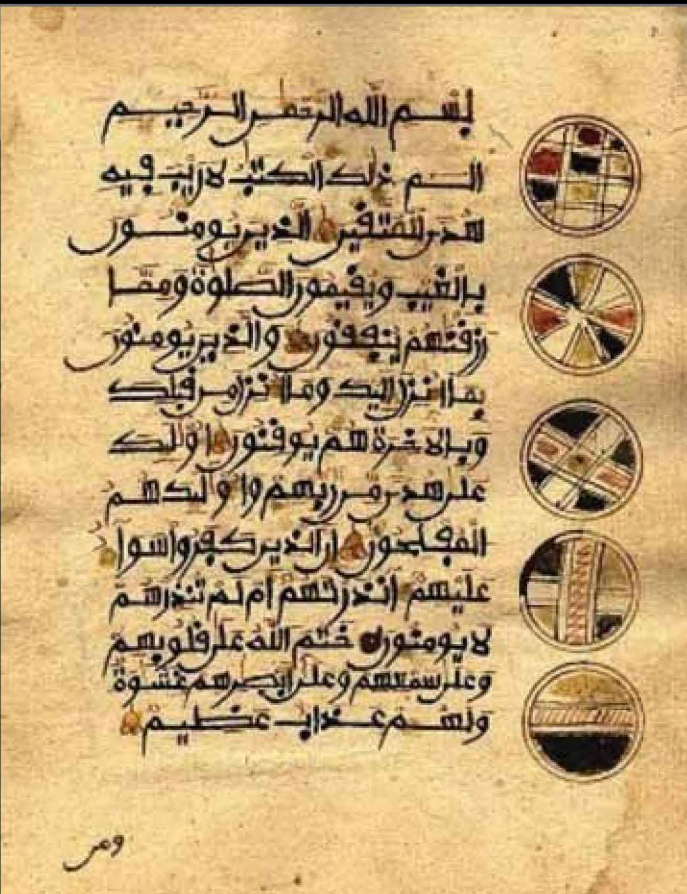 بسم الله الرحمن الرحيم
الم ذلك الكتب لا ريب فيه
هدى للمتقين الذين يومنون
بالغيب ويقيمون الصلوة ومما
رزقنهم ينفقون والذين يومنون
بما انزل اليك وما انزل من قبلك
وبالاخرة هم يوقنون اولئك
على هدى من ربهم واولئك هم
المفلحون ان الذين كفروا سوا
عليهم انذرتهم ام لم تنذرهم
لا يومنون ختم الله على قلوبهم
وعلى سمعهم وعلى ابصرهم غشوة
ولهم عذاب عظيم
ومن